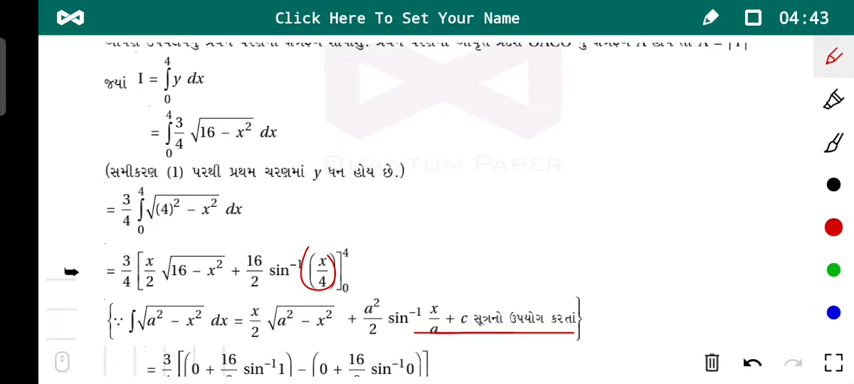 Click Here To Set Your Name
04:43
જ્યાં I = ∫₀⁴ y dx
= ∫₀⁴ 3/4 √(16 – x²) dx
(સમીકરણ (1) પરથી પ્રથમ ચરણમાં y ધન હોય છે.)
= 3/4 ∫₀⁴ √((4)² – x²) dx
= 3/4 [x/2 √(16 – x²) + 16/2 sin⁻¹ (x/4)]₀⁴
{∵ ∫√(a² – x²) dx = x/2 √(a² – x²) + a²/2 sin⁻¹ x/a + c સૂત્રનો ઉપયોગ કરતાં}
= 3/4 [(0 + 16/2 sin⁻¹1) – (0 + 16/2 sin⁻¹0)]
QUANTUM PAPER